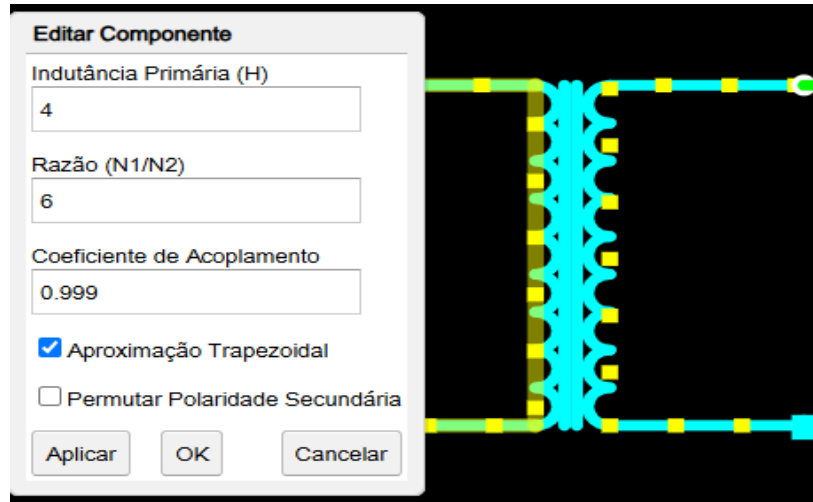 Editar Componente
Indutância Primária (H)
4
Razão (N1/N2)
6
Coeficiente de Acoplamento
0.999
Aproximação Trapezoidal
Permutar Polaridade Secundária
Aplicar OK Cancelar